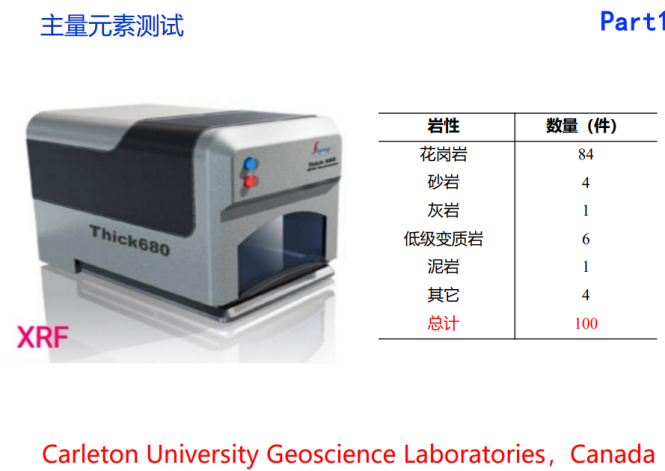 主量元素测试
Part1
岩性 数量（件）
花岗岩 84
砂岩 4
灰岩 1
低级变质岩 6
泥岩 1
其它 4
总计 100
Thick 680
Thick680
XRF
Carleton University Geoscience Laboratories，Canada